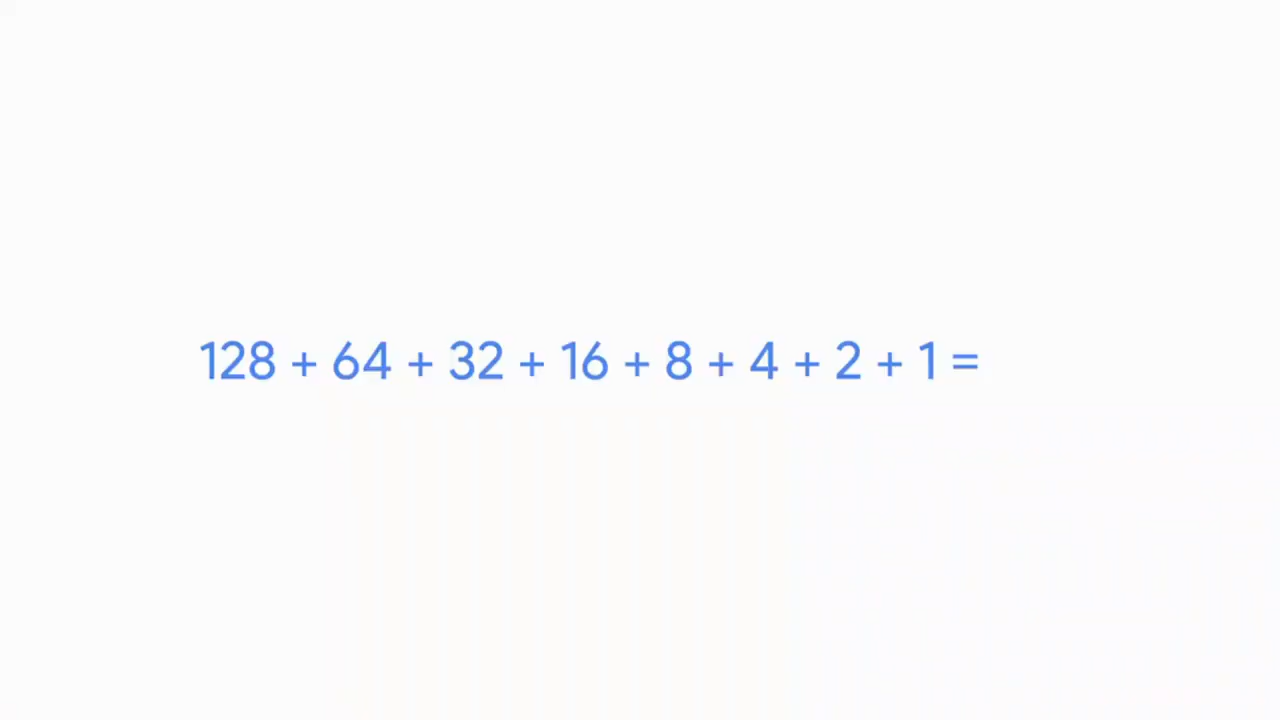 128 + 64 + 32 + 16 + 8 + 4 + 2 + 1 =